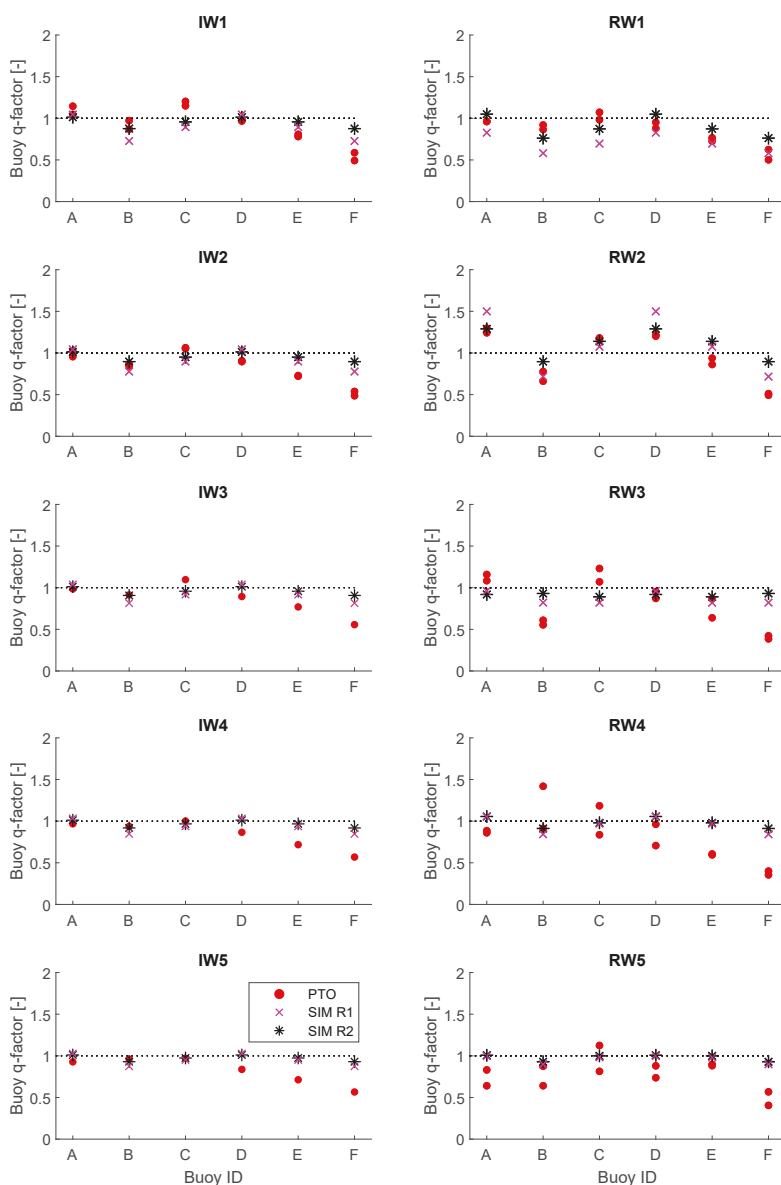 IW1
Buoy q-factor [-]
2
1.5
1
0.5
0
A B C D E F
RW1
Buoy q-factor [-]
2
1.5
1
0.5
0
A B C D E F
IW2
Buoy q-factor [-]
2
1.5
1
0.5
0
A B C D E F
RW2
Buoy q-factor [-]
2
1.5
1
0.5
0
A B C D E F
IW3
Buoy q-factor [-]
2
1.5
1
0.5
0
A B C D E F
RW3
Buoy q-factor [-]
2
1.5
1
0.5
0
A B C D E F
IW4
Buoy q-factor [-]
2
1.5
1
0.5
0
A B C D E F
RW4
Buoy q-factor [-]
2
1.5
1
0.5
0
A B C D E F
IW5
Buoy q-factor [-]
2
1.5
1
0.5
0
PTO
SIM R1
SIM R2
A B C D E F
Buoy ID
RW5
Buoy q-factor [-]
2
1.5
1
0.5
0
A B C D E F
Buoy ID